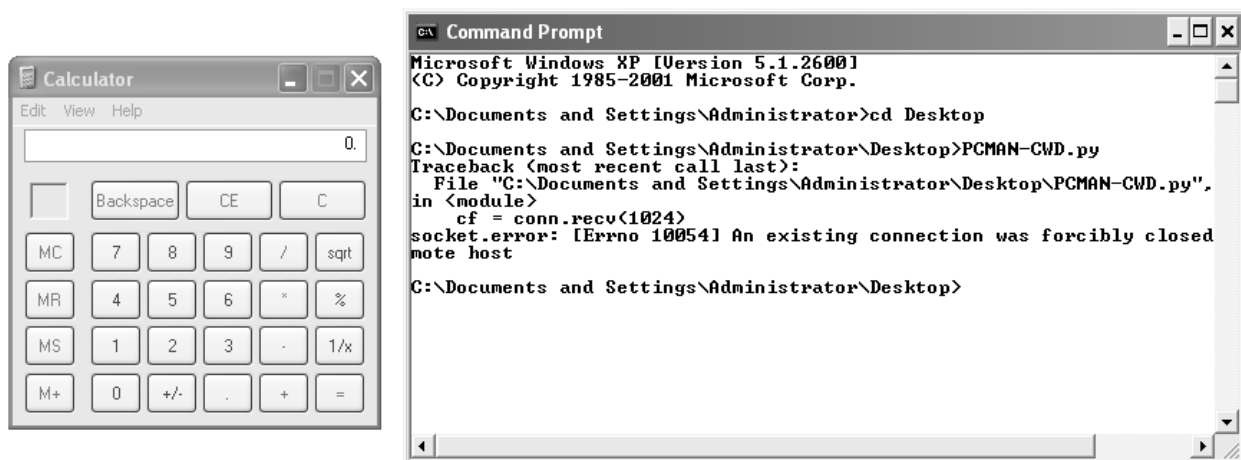 Calculator
Edit View Help
0.
Backspace CE C
MC 7 8 9 / sqrt
MR 4 5 6 * %
MS 1 2 3 - 1/x
M+ 0 +/- . + =
C:\ Command Prompt
Microsoft Windows XP [Version 5.1.2600]
(C) Copyright 1985-2001 Microsoft Corp.
C:\Documents and Settings\Administrator>cd Desktop
C:\Documents and Settings\Administrator\Desktop>PCMAN-CWD.py
Traceback (most recent call last):
File "C:\Documents and Settings\Administrator\Desktop\PCMAN-CWD.py",
in <module>
cf = conn.recv(1024)
socket.error: [Errno 10054] An existing connection was forcibly closed
mote host
C:\Documents and Settings\Administrator\Desktop>